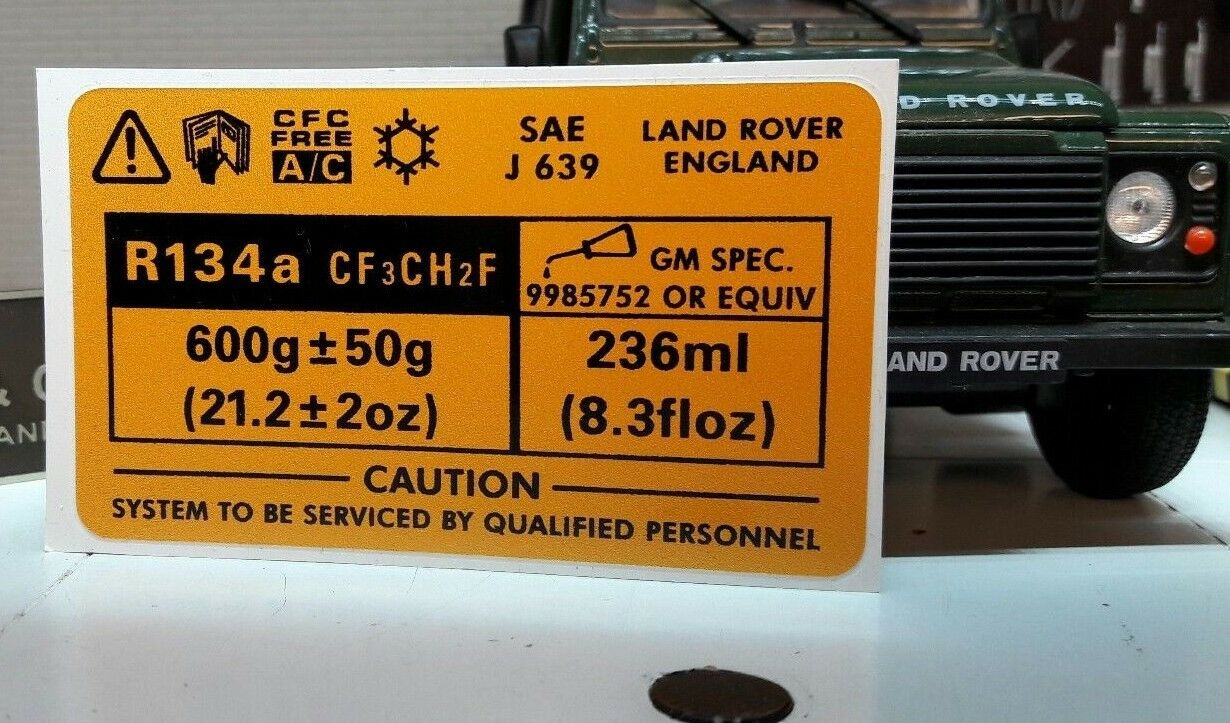 CFC
FREE
A/C
SAE
J 639
LAND ROVER
ENGLAND
R134a CF₃CH₂F
GM SPEC.
9985752 OR EQUIV
600g±50g
(21.2±2oz)
236ml
(8.3floz)
CAUTION
SYSTEM TO BE SERVICED BY QUALIFIED PERSONNEL
D ROVER
AND ROVER